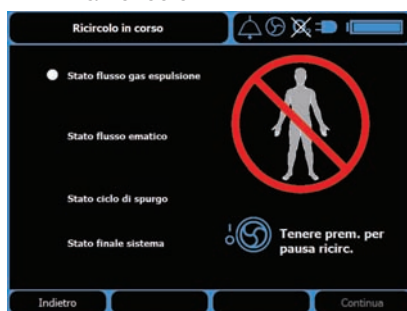 Ricircolo in corso
Stato flusso gas espulsione
Stato flusso ematico
Stato ciclo di spurgo
Stato finale sistema
Tenere prem. per
pausa ricirc.
Indietro
Continua